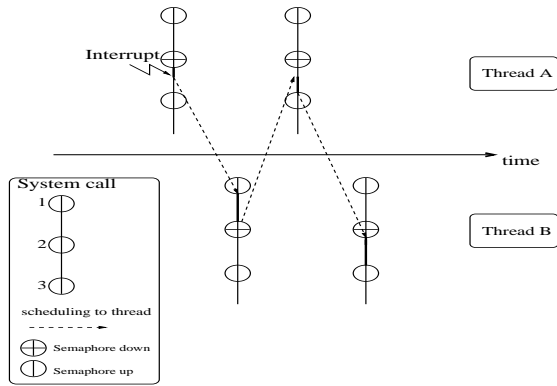 Interrupt
Thread A
time
System call
1
2
3
scheduling to thread
Semaphore down
Semaphore up
Thread B